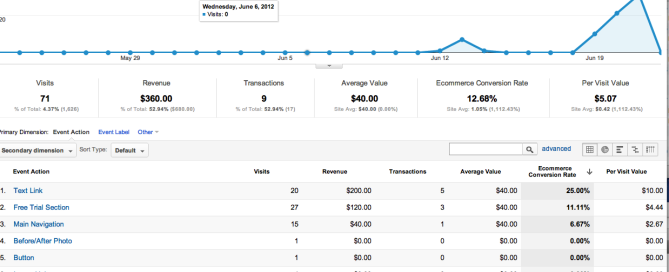 Wednesday, June 6, 2012
Visits: 0
20
May 29 Jun 5 Jun 12 Jun 19
Visits Revenue Transactions Average Value Ecommerce Conversion Rate Per Visit Value
71 $360.00 9 $40.00 12.68% $5.07
% of Total: 4.37% (1,626) % of Total: 52.94% ($680.00) % of Total: 52.94% (17) Site Avg: $40.00 (0.00%) Site Avg: 1.05% (1,112.43%) Site Avg: $0.42 (1,112.43%)
Primary Dimension: Event Action Event Label Other
Secondary dimension Sort Type: Default advanced
Event Action Visits Revenue Transactions Average Value Ecommerce Conversion Rate Per Visit Value
1. Text Link 20 $200.00 5 $40.00 25.00% $10.00
2. Free Trial Section 27 $120.00 3 $40.00 11.11% $4.44
3. Main Navigation 15 $40.00 1 $40.00 6.67% $2.67
4. Before/After Photo 1 $0.00 0 $0.00 0.00% $0.00
5. Button 1 $0.00 0 $0.00 0.00% $0.00